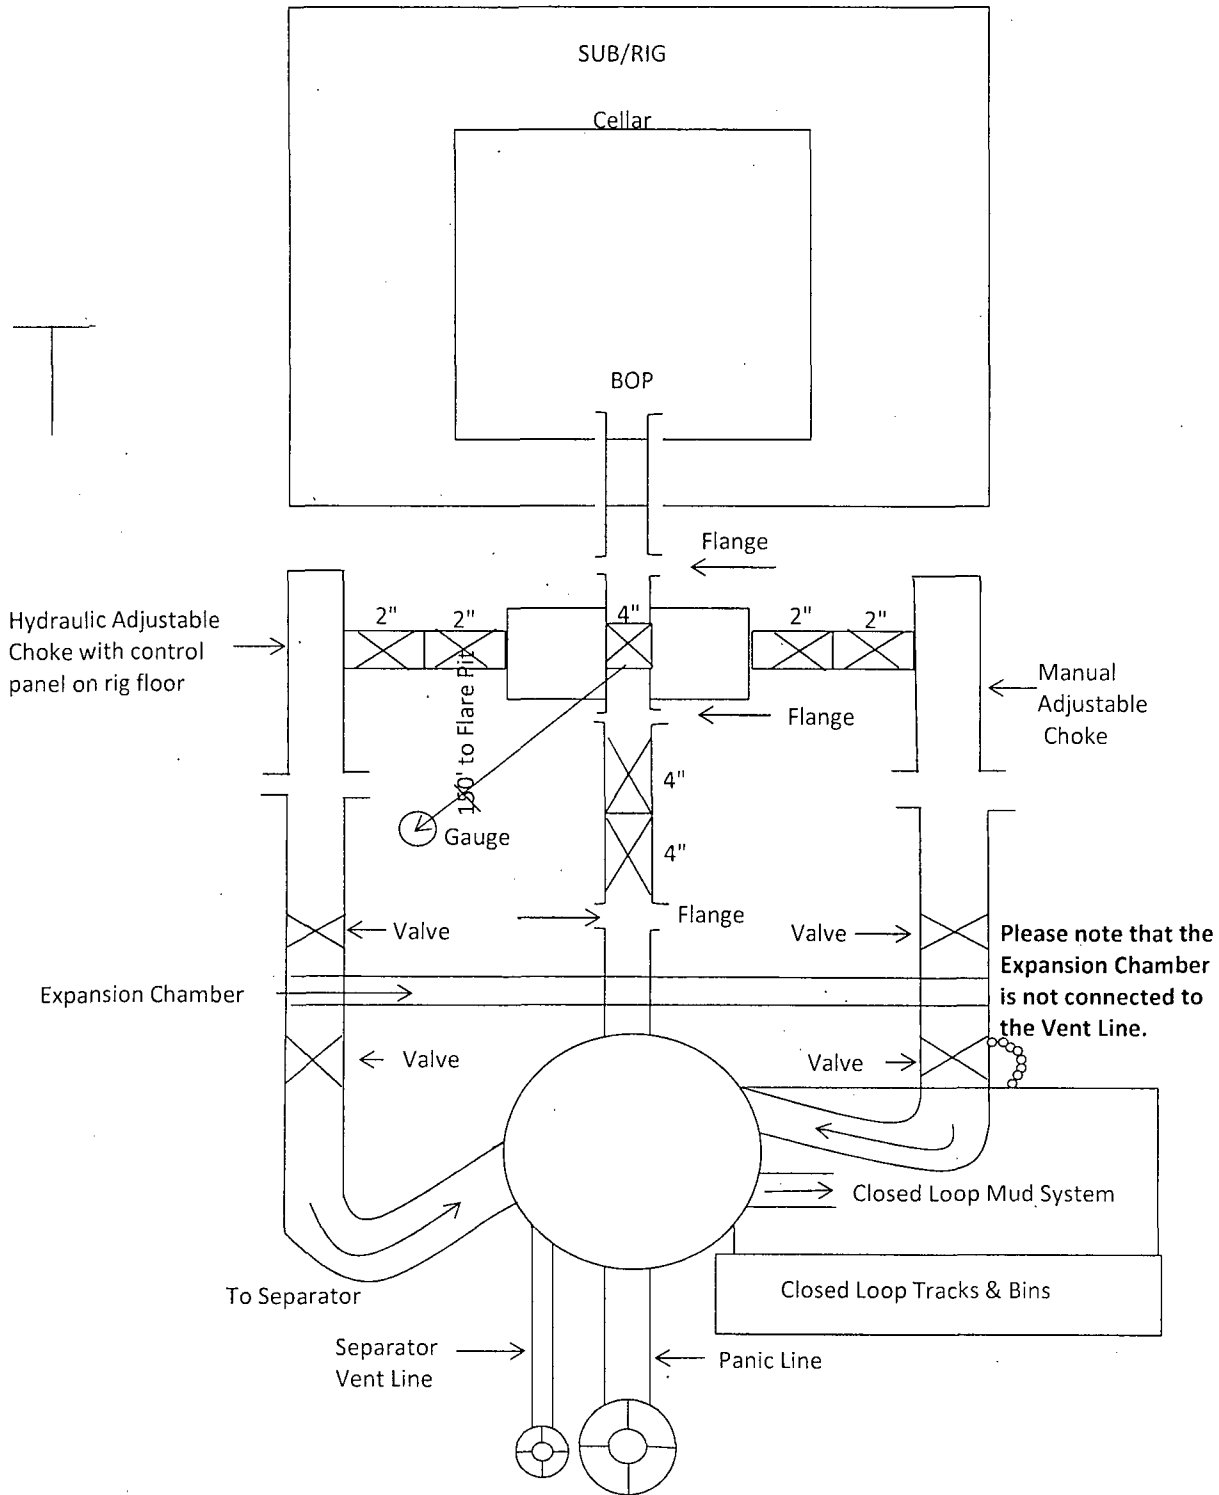 SUB/RIG
Cellar
BOP
Flange
2"
2"
4"
2"
2"
Hydraulic Adjustable
Choke with control
panel on rig floor
150' to Flare Pit
Manual
Adjustable
Choke
Flange
4"
Gauge
4"
Flange
Valve
Valve
Please note that the
Expansion Chamber
is not connected to
the Vent Line.
Expansion Chamber
Valve
Valve
Closed Loop Mud System
To Separator
Closed Loop Tracks & Bins
Separator
Vent Line
Panic Line